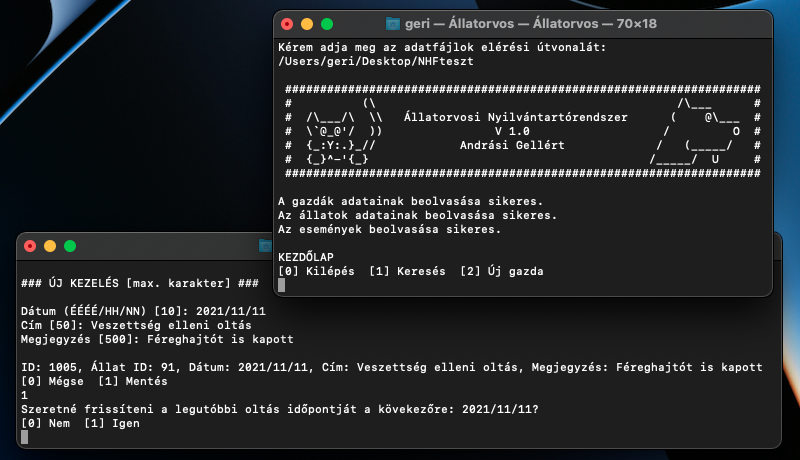 geri — Állatorvos — Állatorvos — 70×18
Kérem adja meg az adatfájlok elérési útvonalát:
/Users/geri/Desktop/NHFteszt
####################################################################
#          (\                                           /\___      #
#  /\___/\  \\   Állatorvosi Nyilvántartórendszer      (    @\___  #
#  \`@_@'/  ))                V 1.0                   /         O  #
#  {_:Y:.}_//            Andrási Gellért             /   (_____/   #
#  {_}^-'{_}                                        /_____/  U     #
####################################################################
A gazdák adatainak beolvasása sikeres.
Az állatok adatainak beolvasása sikeres.
Az események beolvasása sikeres.
KEZDŐLAP
[0] Kilépés  [1] Keresés  [2] Új gazda
### ÚJ KEZELÉS [max. karakter] ###
Dátum (ÉÉÉÉ/HH/NN) [10]: 2021/11/11
Cím [50]: Veszettség elleni oltás
Megjegyzés [500]: Féreghajtót is kapott
ID: 1005, Állat ID: 91, Dátum: 2021/11/11, Cím: Veszettség elleni oltás, Megjegyzés: Féreghajtót is kapott
[0] Mégse  [1] Mentés
1
Szeretné frissíteni a legutóbbi oltás időpontját a kövekezőre: 2021/11/11?
[0] Nem  [1] Igen